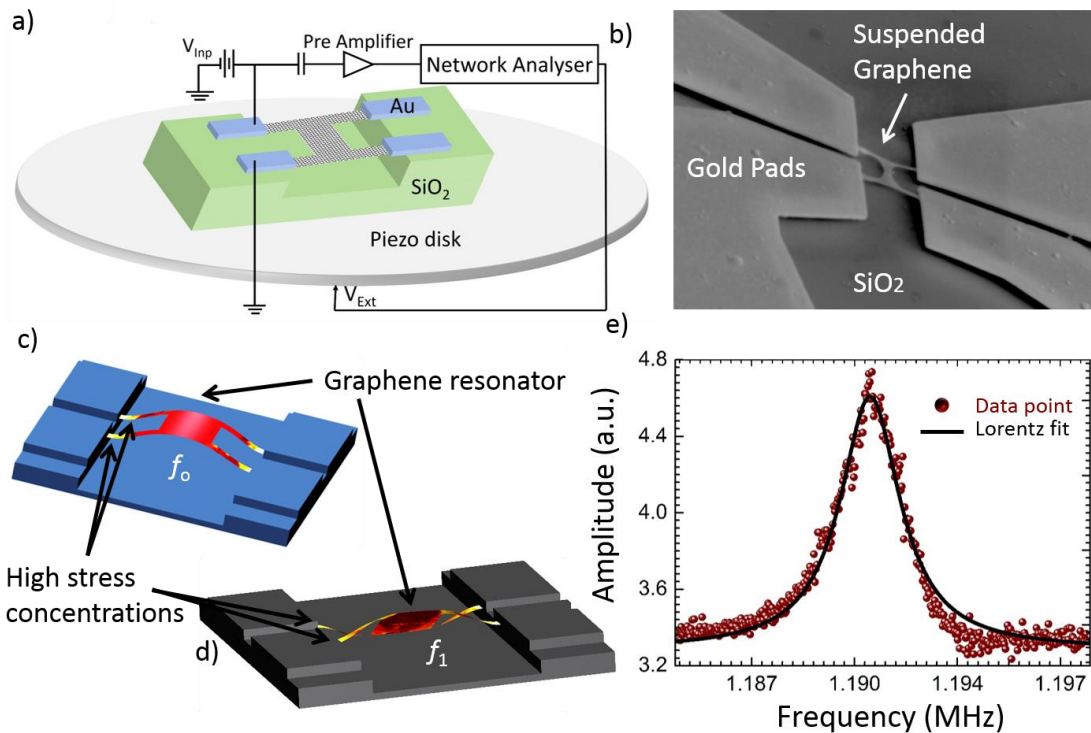 a)
V_Inp
Pre Amplifier
Network Analyser
Au
SiO₂
Piezo disk
V_Ext
b)
Suspended
Graphene
Gold Pads
SiO₂
c)
Graphene resonator
f₀
High stress
concentrations
d)
f₁
e)
4.8
4.4
4.0
3.6
3.2
Amplitude (a.u.)
Data point
Lorentz fit
1.187
1.190
1.194
1.197
Frequency (MHz)